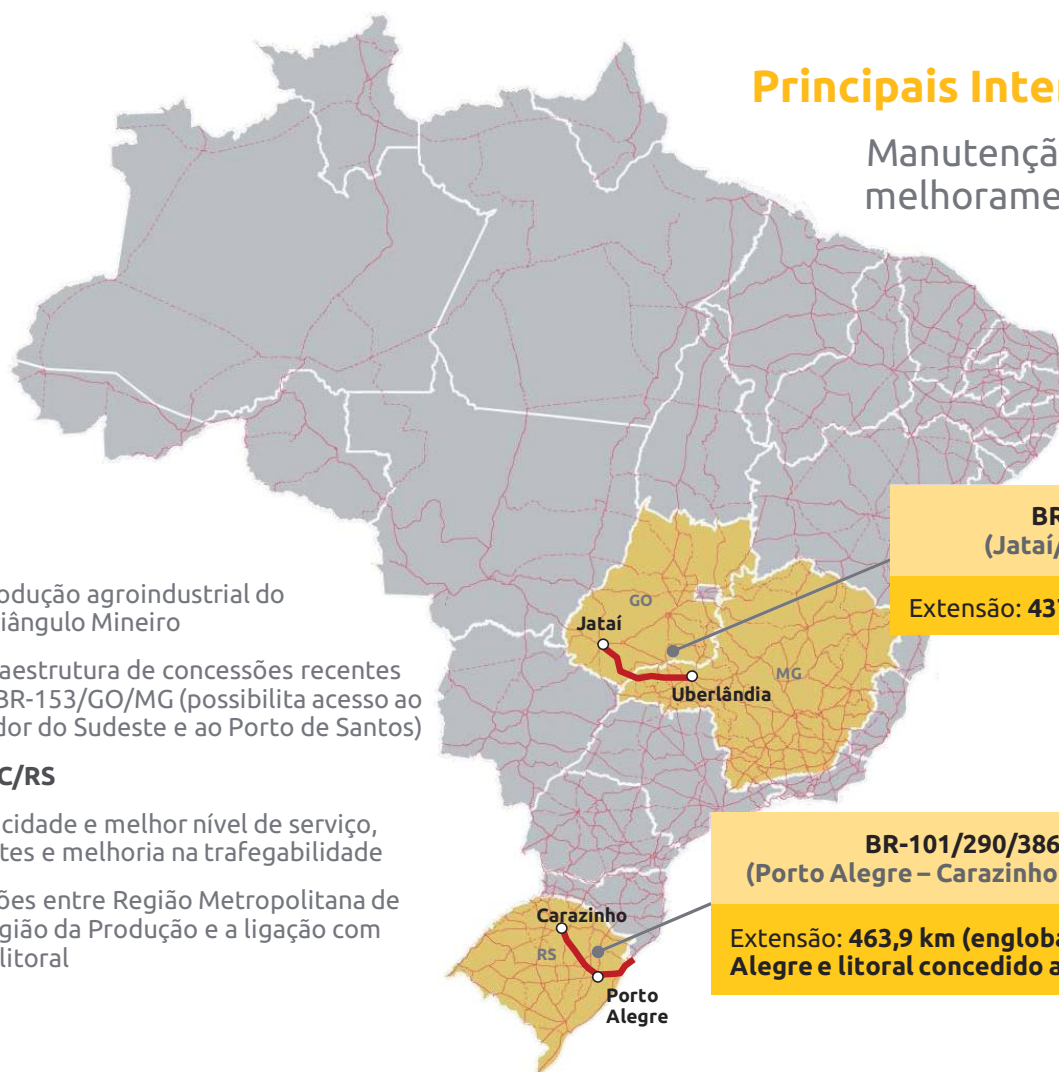 Principais Inter
Manutençã
melhorame
BR
(Jataí/
Extensão: 437
GO
Jataí
Uberlândia
MG
odução agroindustrial do
iângulo Mineiro
aestrutura de concessões recentes
BR-153/GO/MG (possibilita acesso ao
dor do Sudeste e ao Porto de Santos)
C/RS
cidade e melhor nível de serviço,
tes e melhoria na trafegabilidade
ões entre Região Metropolitana de
gião da Produção e a ligação com
litoral
BR-101/290/386
(Porto Alegre – Carazinho
Extensão: 463,9 km (engloba
Alegre e litoral concedido a
Carazinho
RS
Porto
Alegre